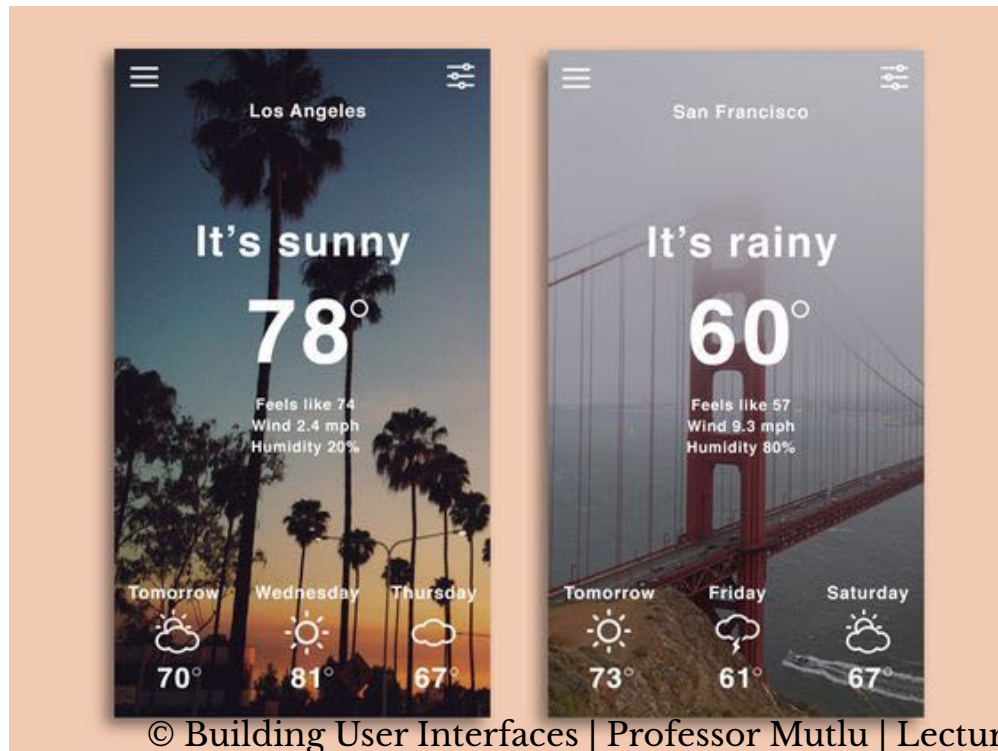 Los Angeles
It's sunny
78°
Feels like 74
Wind 2.4 mph
Humidity 20%
Tomorrow Wednesday Thursday
70° 81° 67°
San Francisco
It's rainy
60°
Feels like 57
Wind 9.3 mph
Humidity 80%
Tomorrow Friday Saturday
73° 61° 67°
© Building User Interfaces | Professor Mutlu |